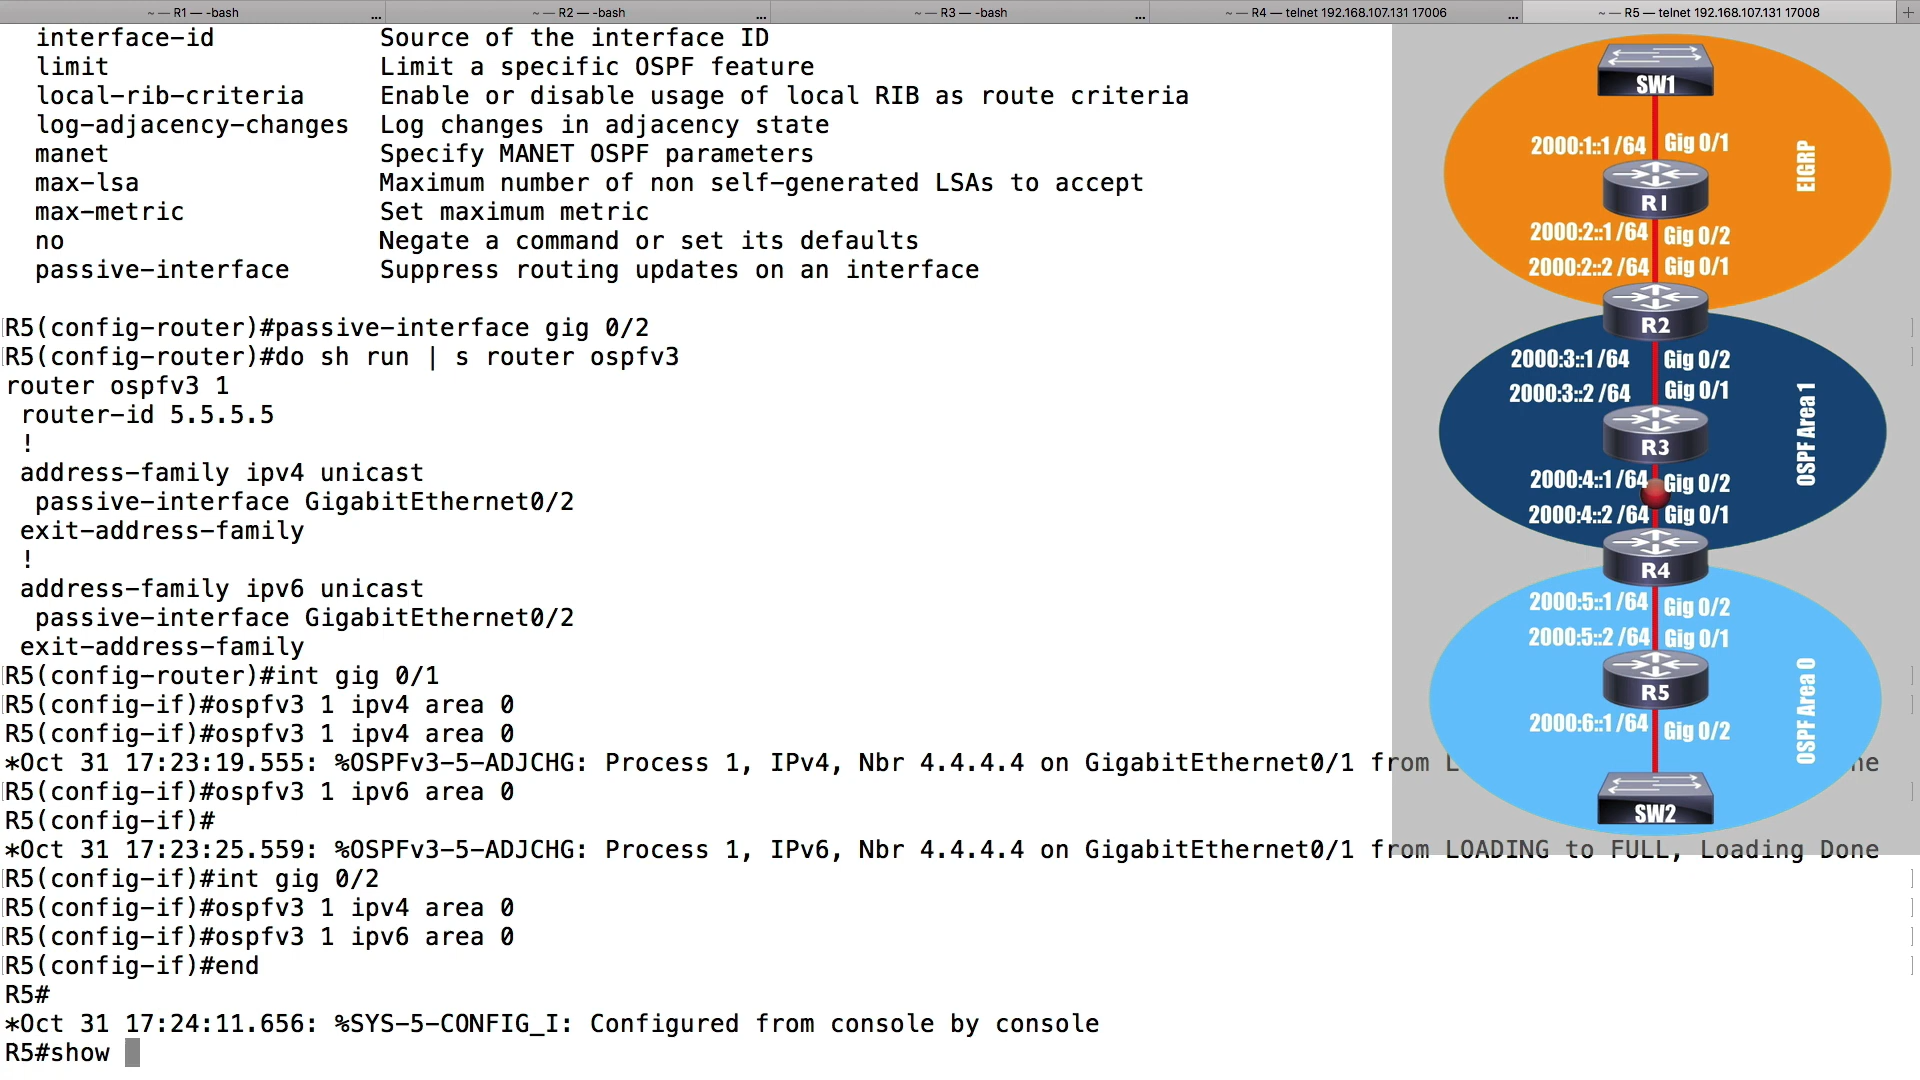 ~ — R1 — -bash ... ~ — R2 — -bash ... ~ — R3 — -bash ... ~ — R4 — telnet 192.168.107.131 17006 ... ~ — R5 — telnet 192.168.107.131 17008 +
interface-id Source of the interface ID
limit Limit a specific OSPF feature
local-rib-criteria Enable or disable usage of local RIB as route criteria
log-adjacency-changes Log changes in adjacency state
manet Specify MANET OSPF parameters
max-lsa Maximum number of non self-generated LSAs to accept
max-metric Set maximum metric
no Negate a command or set its defaults
passive-interface Suppress routing updates on an interface
R5(config-router)#passive-interface gig 0/2
R5(config-router)#do sh run | s router ospfv3
router ospfv3 1
router-id 5.5.5.5
!
address-family ipv4 unicast
passive-interface GigabitEthernet0/2
exit-address-family
!
address-family ipv6 unicast
passive-interface GigabitEthernet0/2
exit-address-family
R5(config-router)#int gig 0/1
R5(config-if)#ospfv3 1 ipv4 area 0
R5(config-if)#ospfv3 1 ipv4 area 0
*Oct 31 17:23:19.555: %OSPFv3-5-ADJCHG: Process 1, IPv4, Nbr 4.4.4.4 on GigabitEthernet0/1 from
R5(config-if)#ospfv3 1 ipv6 area 0
R5(config-if)#
*Oct 31 17:23:25.559: %OSPFv3-5-ADJCHG: Process 1, IPv6, Nbr 4.4.4.4 on GigabitEthernet0/1 from LOADING to FULL, Loading Done
R5(config-if)#int gig 0/2
R5(config-if)#ospfv3 1 ipv4 area 0
R5(config-if)#ospfv3 1 ipv6 area 0
R5(config-if)#end
R5#
*Oct 31 17:24:11.656: %SYS-5-CONFIG_I: Configured from console by console
R5#show
SW1
2000:1::1 /64 Gig 0/1
EIGRP
R1
2000:2::1 /64 Gig 0/2
2000:2::2 /64 Gig 0/1
R2
2000:3::1 /64 Gig 0/2
2000:3::2 /64 Gig 0/1
OSPF Area 1
R3
2000:4::1 /64 Gig 0/2
2000:4::2 /64 Gig 0/1
R4
2000:5::1 /64 Gig 0/2
2000:5::2 /64 Gig 0/1
OSPF Area 0
R5
2000:6::1 /64 Gig 0/2
SW2